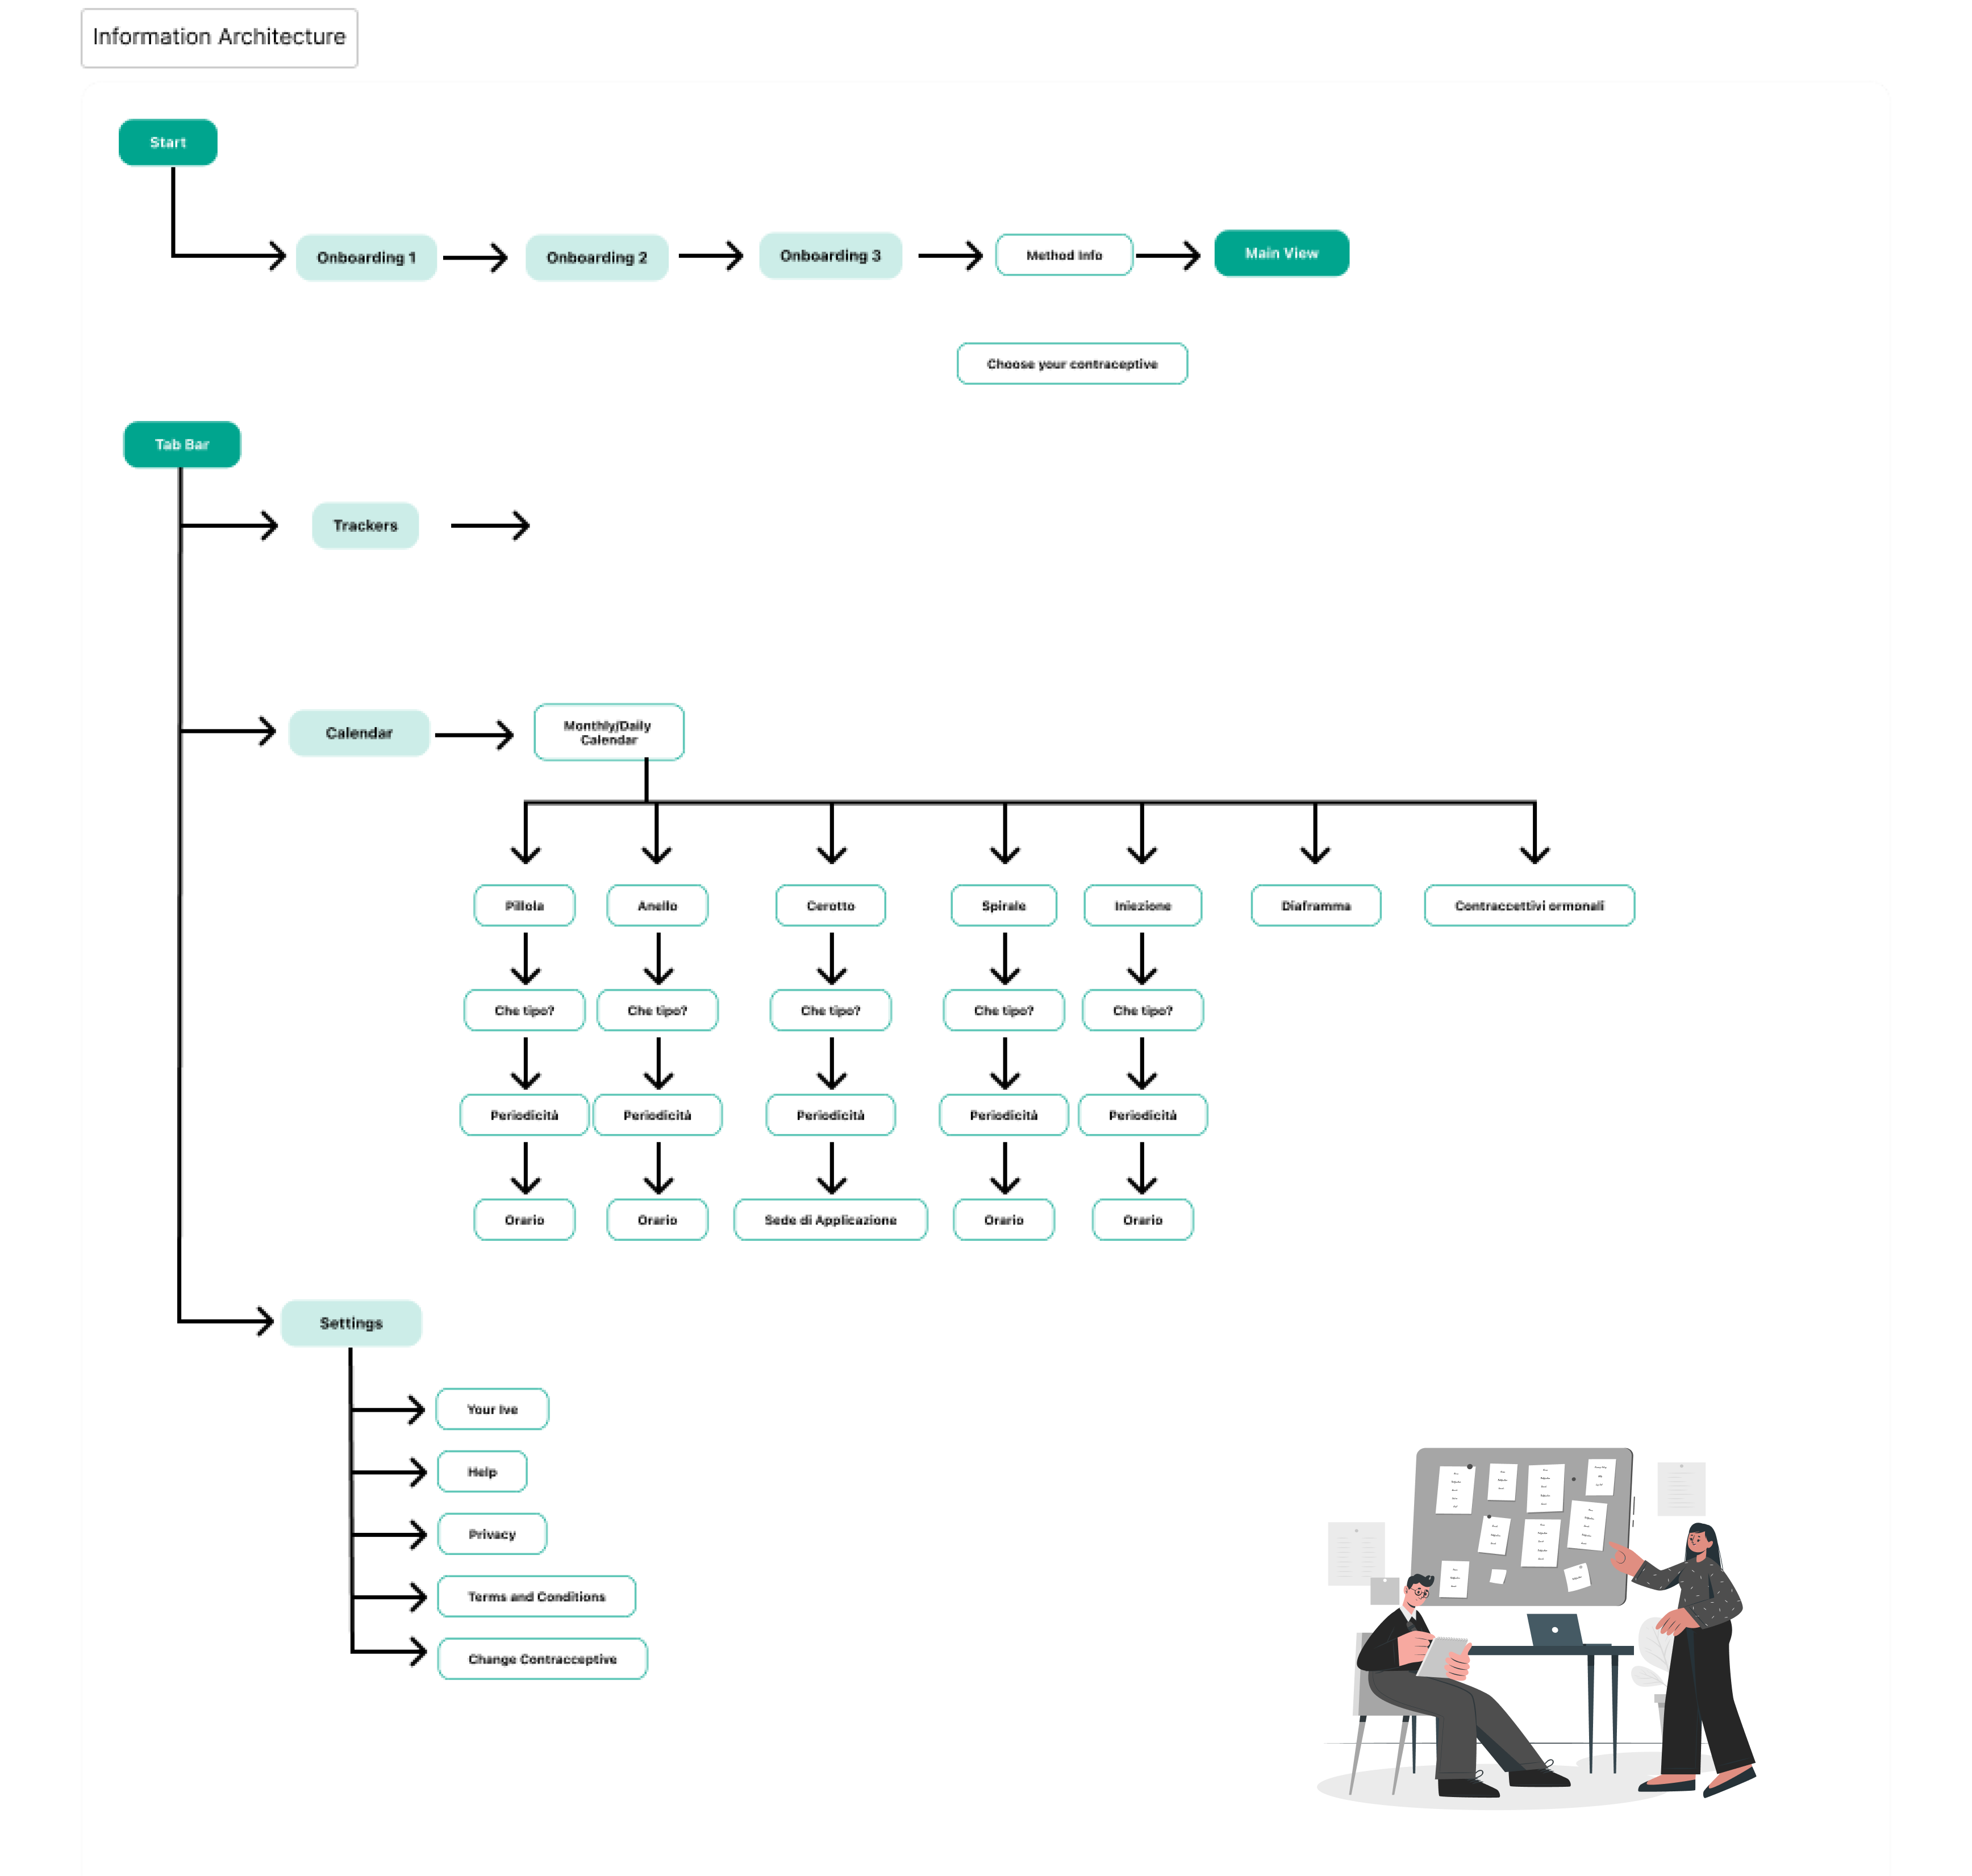 Information Architecture
Start
Onboarding 1
Onboarding 2
Onboarding 3
Method Info
Main View
Choose your contraceptive
Tab Bar
Trackers
Calendar
Monthly/Daily
Calendar
Pillola
Anello
Cerotto
Spirale
Iniezione
Diaframma
Contraccettivi ormonali
Che tipo?
Che tipo?
Che tipo?
Che tipo?
Che tipo?
Periodicità
Periodicità
Periodicità
Periodicità
Periodicità
Orario
Orario
Sede di Applicazione
Orario
Orario
Settings
Your Ive
Help
Privacy
Terms and Conditions
Change Contracceptive